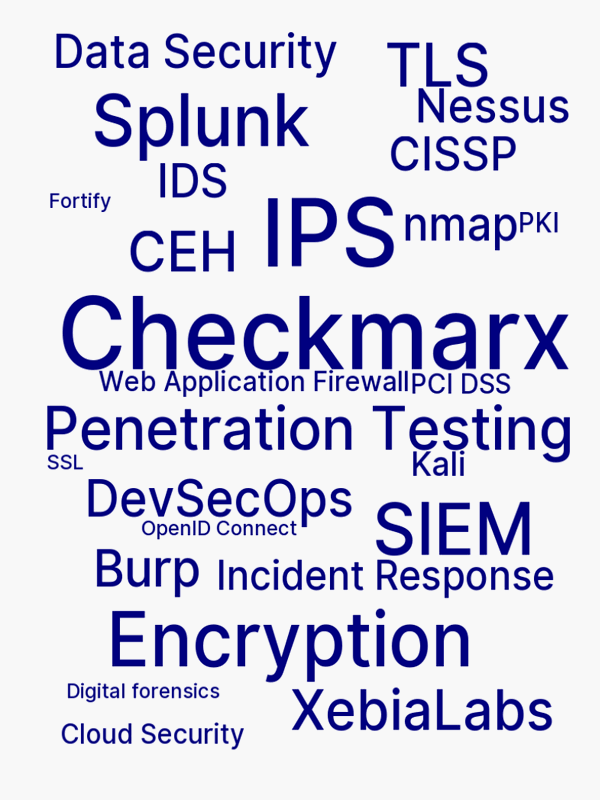 Data Security
TLS
Nessus
Splunk
CISSP
IDS
Fortify
IPS
nmap
PKI
CEH
Checkmarx
Web Application Firewall
PCI DSS
Penetration Testing
SSL
Kali
DevSecOps
OpenID Connect
SIEM
Burp
Incident Response
Encryption
Digital forensics
XebiaLabs
Cloud Security